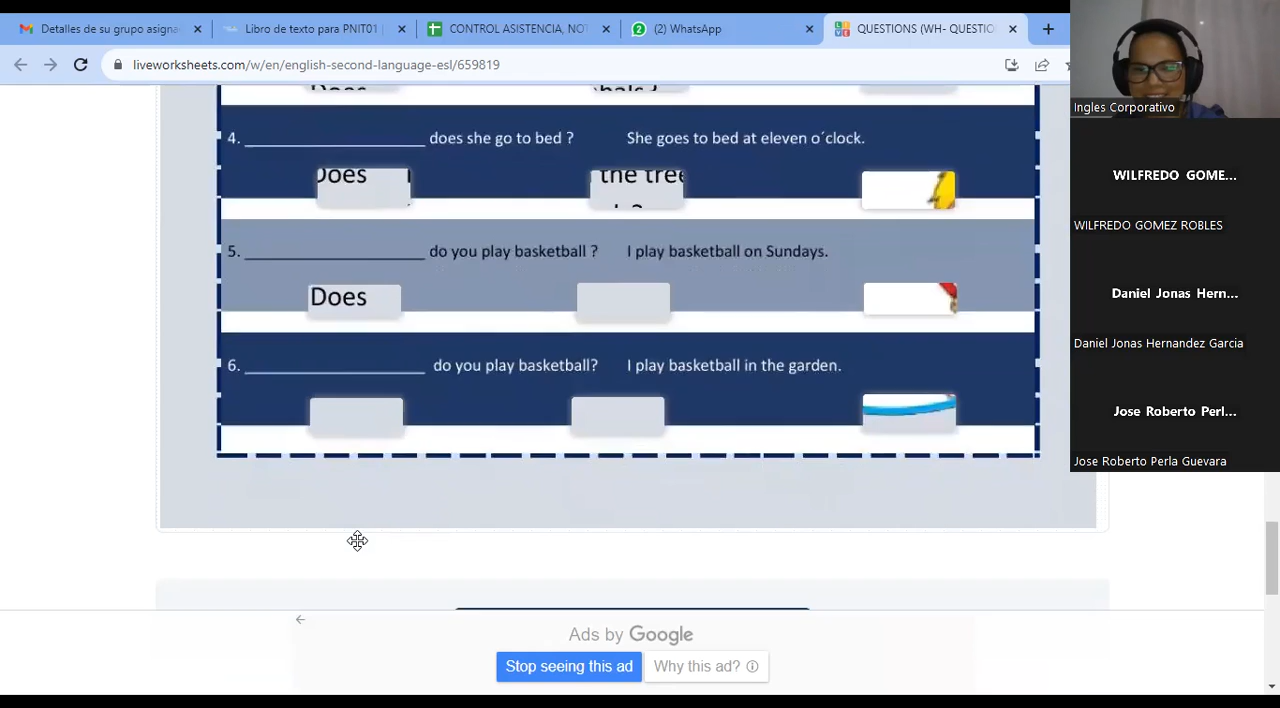 Detalles de su grupo asigna
Libro de texto para PNIT01
CONTROL ASISTENCIA, NO
(2) WhatsApp
QUESTIONS (WH- QUESTIO
liveworksheets.com/w/en/english-second-language-esl/659819
Ingles Corporativo
Does
4. ____________________ does she go to bed ? She goes to bed at eleven o´clock.
Does
the tree
5. ____________________ do you play basketball ? I play basketball on Sundays.
Does
6. ____________________ do you play basketball? I play basketball in the garden.
WILFREDO GOME...
WILFREDO GOMEZ ROBLES
Daniel Jonas Hern...
Daniel Jonas Hernandez Garcia
Jose Roberto Perl...
Jose Roberto Perla Guevara
Ads by Google
Stop seeing this ad
Why this ad?